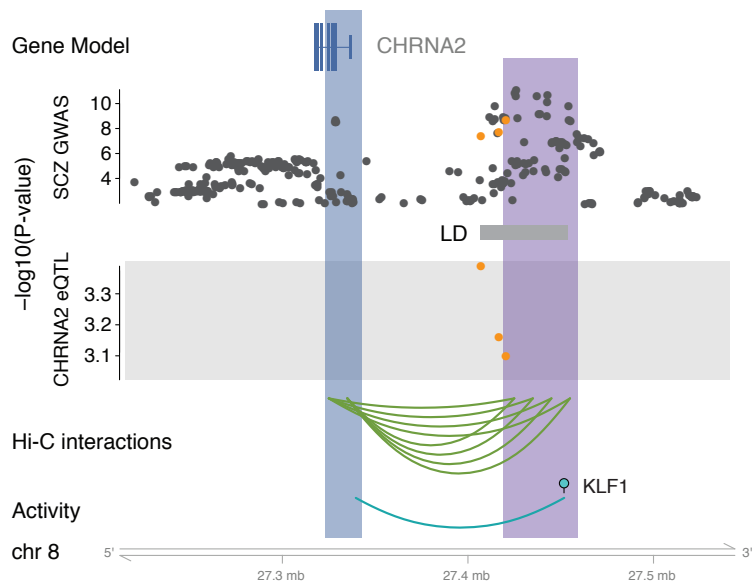 Gene Model
CHRNA2
−log10(P-value)
SCZ GWAS
10
8
6
4
LD
CHRNA2 eQTL
3.3
3.2
3.1
Hi-C interactions
KLF1
Activity
chr 8
5'
3'
27.3 mb
27.4 mb
27.5 mb